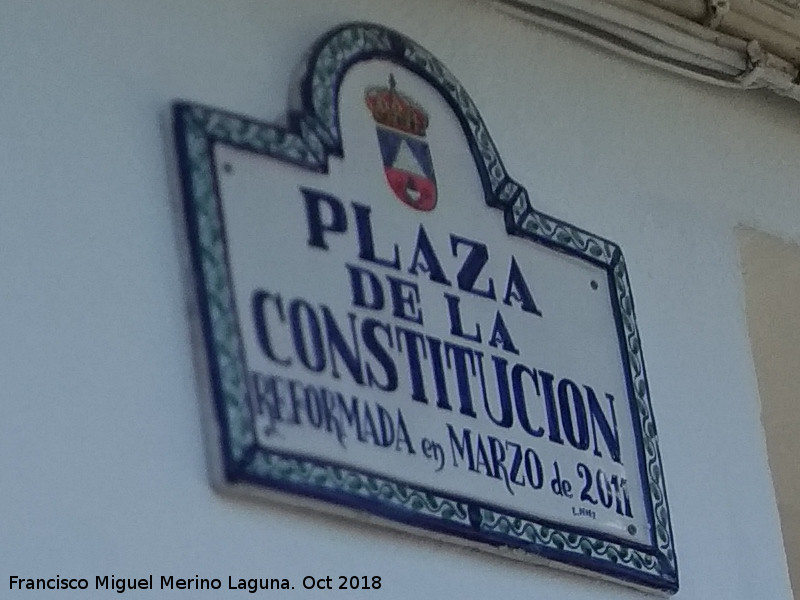 PLAZA
DE LA
CONSTITUCION
REFORMADA en MARZO de 2011
Francisco Miguel Merino Laguna. Oct 2018